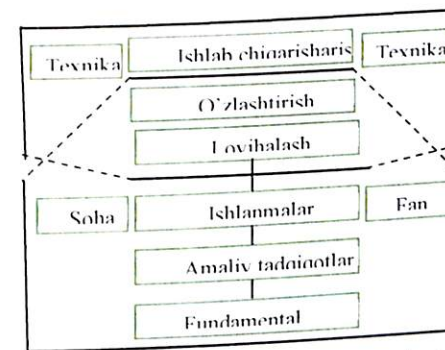 Texnika Ishlab chiqarisharis Texnika
O'zlashtirish
Loyihalash
Soha Ishlanmalar Fan
Amaliy tadqiqotlar
Fundamental